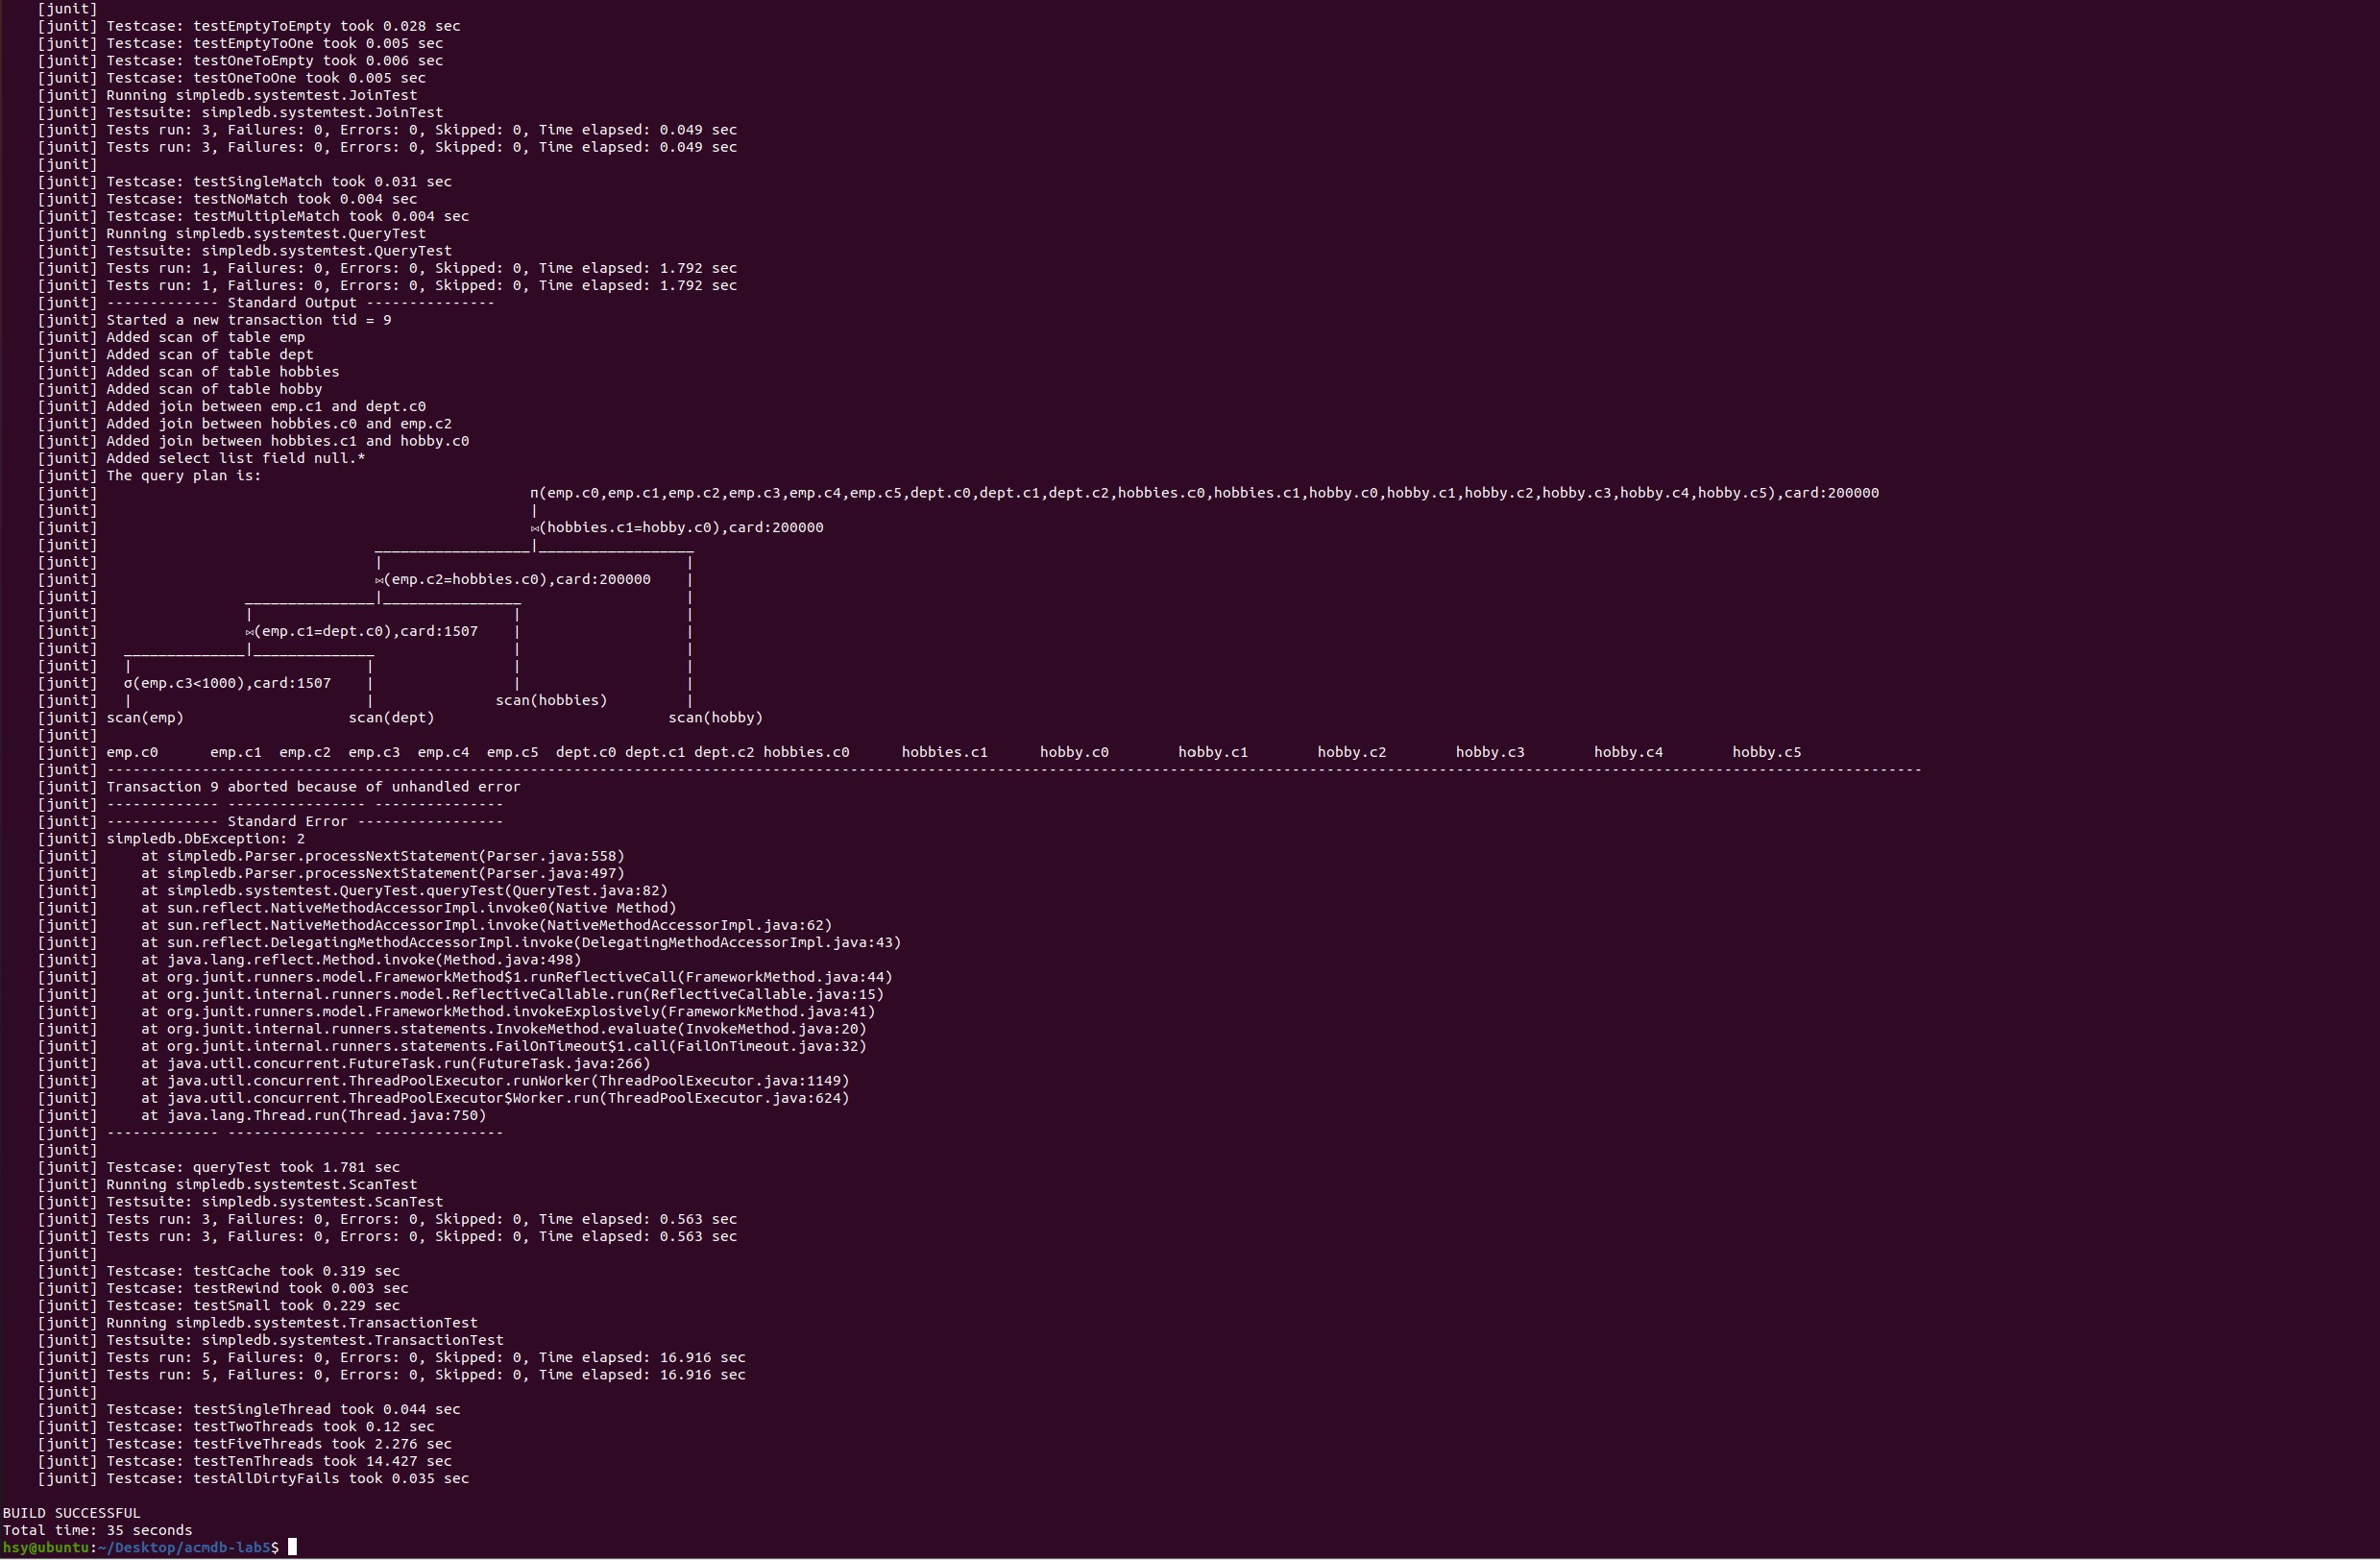 [junit]
[junit] Testcase: testEmptyToEmpty took 0.028 sec
[junit] Testcase: testEmptyToOne took 0.005 sec
[junit] Testcase: testOneToEmpty took 0.006 sec
[junit] Testcase: testOneToOne took 0.005 sec
[junit] Running simpledb.systemtest.JoinTest
[junit] Testsuite: simpledb.systemtest.JoinTest
[junit] Tests run: 3, Failures: 0, Errors: 0, Skipped: 0, Time elapsed: 0.049 sec
[junit] Tests run: 3, Failures: 0, Errors: 0, Skipped: 0, Time elapsed: 0.049 sec
[junit]
[junit] Testcase: testSingleMatch took 0.031 sec
[junit] Testcase: testNoMatch took 0.004 sec
[junit] Testcase: testMultipleMatch took 0.004 sec
[junit] Running simpledb.systemtest.QueryTest
[junit] Testsuite: simpledb.systemtest.QueryTest
[junit] Tests run: 1, Failures: 0, Errors: 0, Skipped: 0, Time elapsed: 1.792 sec
[junit] Tests run: 1, Failures: 0, Errors: 0, Skipped: 0, Time elapsed: 1.792 sec
[junit] ------------- Standard Output ---------------
[junit] Started a new transaction tid = 9
[junit] Added scan of table emp
[junit] Added scan of table dept
[junit] Added scan of table hobbies
[junit] Added scan of table hobby
[junit] Added join between emp.c1 and dept.c0
[junit] Added join between hobbies.c0 and emp.c2
[junit] Added join between hobbies.c1 and hobby.c0
[junit] Added select list field null.*
[junit] The query plan is:
[junit] π(emp.c0,emp.c1,emp.c2,emp.c3,emp.c4,emp.c5,dept.c0,dept.c1,dept.c2,hobbies.c0,hobbies.c1,hobby.c0,hobby.c1,hobby.c2,hobby.c3,hobby.c4,hobby.c5),card:200000
[junit] |
[junit] ⨝(hobbies.c1=hobby.c0),card:200000
[junit] __________________|__________________
[junit] | |
[junit] ⨝(emp.c2=hobbies.c0),card:200000 |
[junit] _______________|________________ |
[junit] | | |
[junit] ⨝(emp.c1=dept.c0),card:1507 | |
[junit] ______________|______________ | |
[junit] | | | |
[junit] σ(emp.c3<1000),card:1507 | | |
[junit] | | scan(hobbies) |
[junit] scan(emp) scan(dept) scan(hobby)
[junit]
[junit] emp.c0 emp.c1 emp.c2 emp.c3 emp.c4 emp.c5 dept.c0 dept.c1 dept.c2 hobbies.c0 hobbies.c1 hobby.c0 hobby.c1 hobby.c2 hobby.c3 hobby.c4 hobby.c5
[junit] ------------------------------------------------------------------------------------------------------------------------------------------------------------------------------------------------------------------
[junit] Transaction 9 aborted because of unhandled error
[junit] ------------- ---------------- ---------------
[junit] ------------- Standard Error -----------------
[junit] simpledb.DbException: 2
[junit] at simpledb.Parser.processNextStatement(Parser.java:558)
[junit] at simpledb.Parser.processNextStatement(Parser.java:497)
[junit] at simpledb.systemtest.QueryTest.queryTest(QueryTest.java:82)
[junit] at sun.reflect.NativeMethodAccessorImpl.invoke0(Native Method)
[junit] at sun.reflect.NativeMethodAccessorImpl.invoke(NativeMethodAccessorImpl.java:62)
[junit] at sun.reflect.DelegatingMethodAccessorImpl.invoke(DelegatingMethodAccessorImpl.java:43)
[junit] at java.lang.reflect.Method.invoke(Method.java:498)
[junit] at org.junit.runners.model.FrameworkMethod$1.runReflectiveCall(FrameworkMethod.java:44)
[junit] at org.junit.internal.runners.model.ReflectiveCallable.run(ReflectiveCallable.java:15)
[junit] at org.junit.runners.model.FrameworkMethod.invokeExplosively(FrameworkMethod.java:41)
[junit] at org.junit.internal.runners.statements.InvokeMethod.evaluate(InvokeMethod.java:20)
[junit] at org.junit.internal.runners.statements.FailOnTimeout$1.call(FailOnTimeout.java:32)
[junit] at java.util.concurrent.FutureTask.run(FutureTask.java:266)
[junit] at java.util.concurrent.ThreadPoolExecutor.runWorker(ThreadPoolExecutor.java:1149)
[junit] at java.util.concurrent.ThreadPoolExecutor$Worker.run(ThreadPoolExecutor.java:624)
[junit] at java.lang.Thread.run(Thread.java:750)
[junit] ------------- ---------------- ---------------
[junit]
[junit] Testcase: queryTest took 1.781 sec
[junit] Running simpledb.systemtest.ScanTest
[junit] Testsuite: simpledb.systemtest.ScanTest
[junit] Tests run: 3, Failures: 0, Errors: 0, Skipped: 0, Time elapsed: 0.563 sec
[junit] Tests run: 3, Failures: 0, Errors: 0, Skipped: 0, Time elapsed: 0.563 sec
[junit]
[junit] Testcase: testCache took 0.319 sec
[junit] Testcase: testRewind took 0.003 sec
[junit] Testcase: testSmall took 0.229 sec
[junit] Running simpledb.systemtest.TransactionTest
[junit] Testsuite: simpledb.systemtest.TransactionTest
[junit] Tests run: 5, Failures: 0, Errors: 0, Skipped: 0, Time elapsed: 16.916 sec
[junit] Tests run: 5, Failures: 0, Errors: 0, Skipped: 0, Time elapsed: 16.916 sec
[junit]
[junit] Testcase: testSingleThread took 0.044 sec
[junit] Testcase: testTwoThreads took 0.12 sec
[junit] Testcase: testFiveThreads took 2.276 sec
[junit] Testcase: testTenThreads took 14.427 sec
[junit] Testcase: testAllDirtyFails took 0.035 sec
BUILD SUCCESSFUL
Total time: 35 seconds
hsy@ubuntu:~/Desktop/acmdb-lab5$